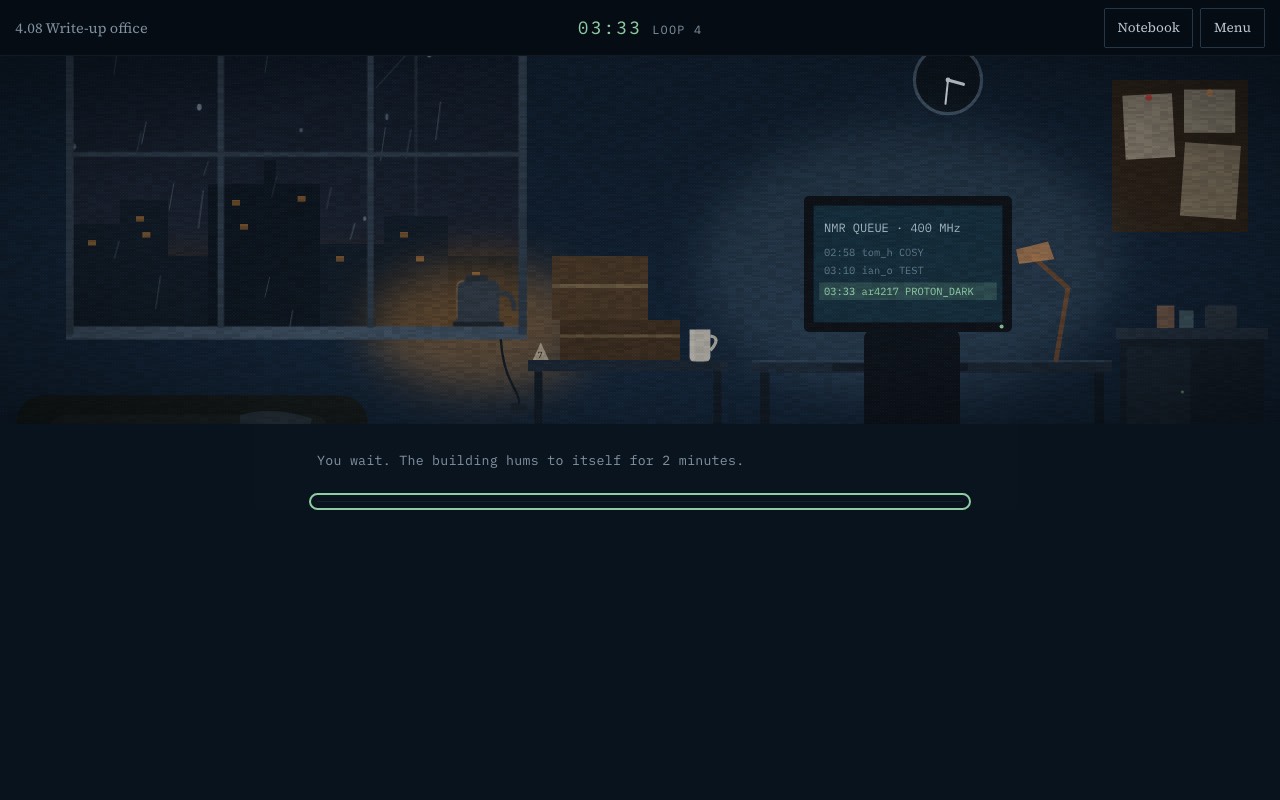 4.08 Write-up office
03:33 LOOP 4
Notebook
Menu
NMR QUEUE · 400 MHz
02:58 tom_h COSY
03:10 ian_o TEST
03:33 ar4217 PROTON_DARK
7
You wait. The building hums to itself for 2 minutes.